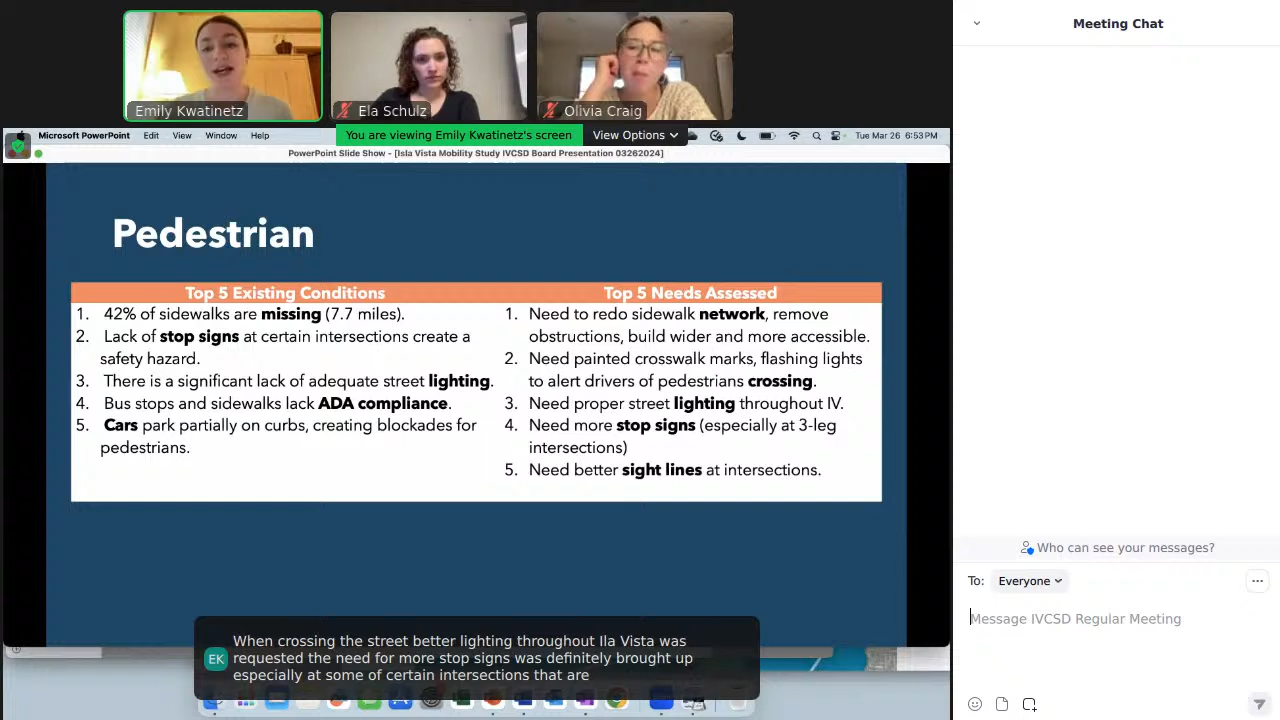 Emily Kwatinetz
Ela Schulz
Olivia Craig
Meeting Chat
Microsoft PowerPoint Edit View Window Help
You are viewing Emily Kwatinetz's screen
View Options
Tue Mar 26 6:53 PM
PowerPoint Slide Show - [Isla Vista Mobility Study IVCSD Board Presentation 03262024]
Pedestrian
Top 5 Existing Conditions
1. 42% of sidewalks are missing (7.7 miles).
2. Lack of stop signs at certain intersections create a
safety hazard.
3. There is a significant lack of adequate street lighting.
4. Bus stops and sidewalks lack ADA compliance.
5. Cars park partially on curbs, creating blockades for
pedestrians.
Top 5 Needs Assessed
1. Need to redo sidewalk network, remove
obstructions, build wider and more accessible.
2. Need painted crosswalk marks, flashing lights
to alert drivers of pedestrians crossing.
3. Need proper street lighting throughout IV.
4. Need more stop signs (especially at 3-leg
intersections)
5. Need better sight lines at intersections.
EK
When crossing the street better lighting throughout Ila Vista was
requested the need for more stop signs was definitely brought up
especially at some of certain intersections that are
Who can see your messages?
To: Everyone
Message IVCSD Regular Meeting